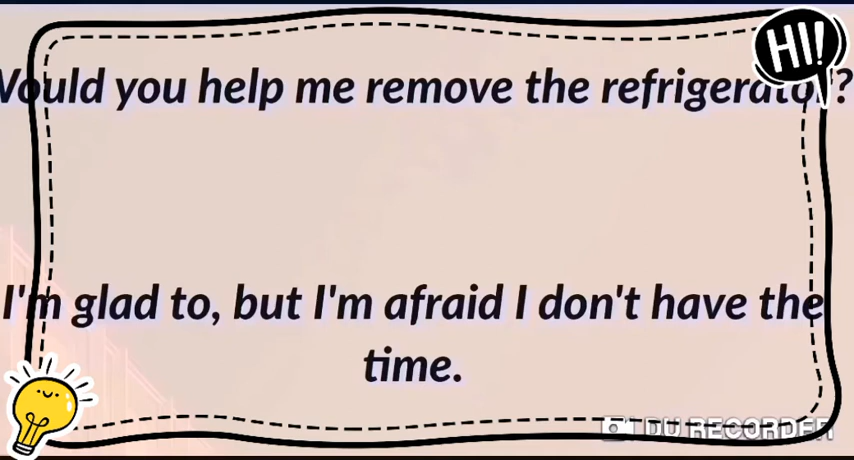 HI!
Would you help me remove the refrigerator?
I'm glad to, but I'm afraid I don't have the
time.
DU RECORDER